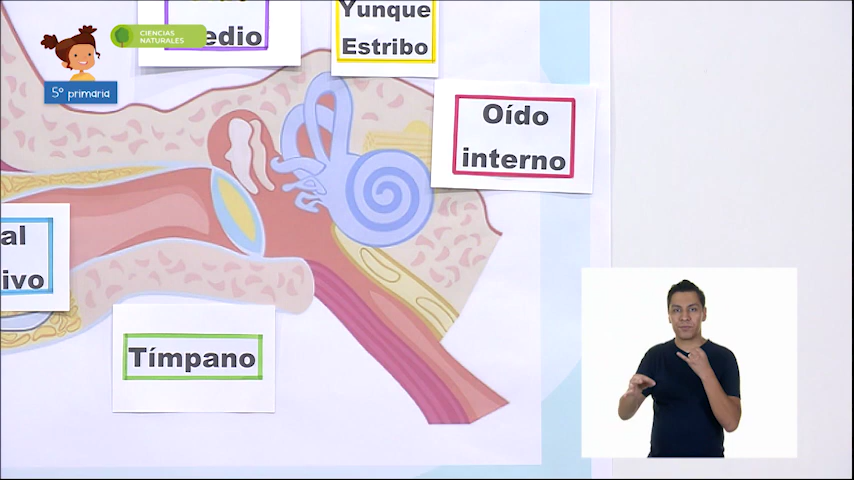 CIENCIAS
NATURALES
5º primaria
edio
Yunque
Estribo
Oído
interno
al
ivo
Tímpano